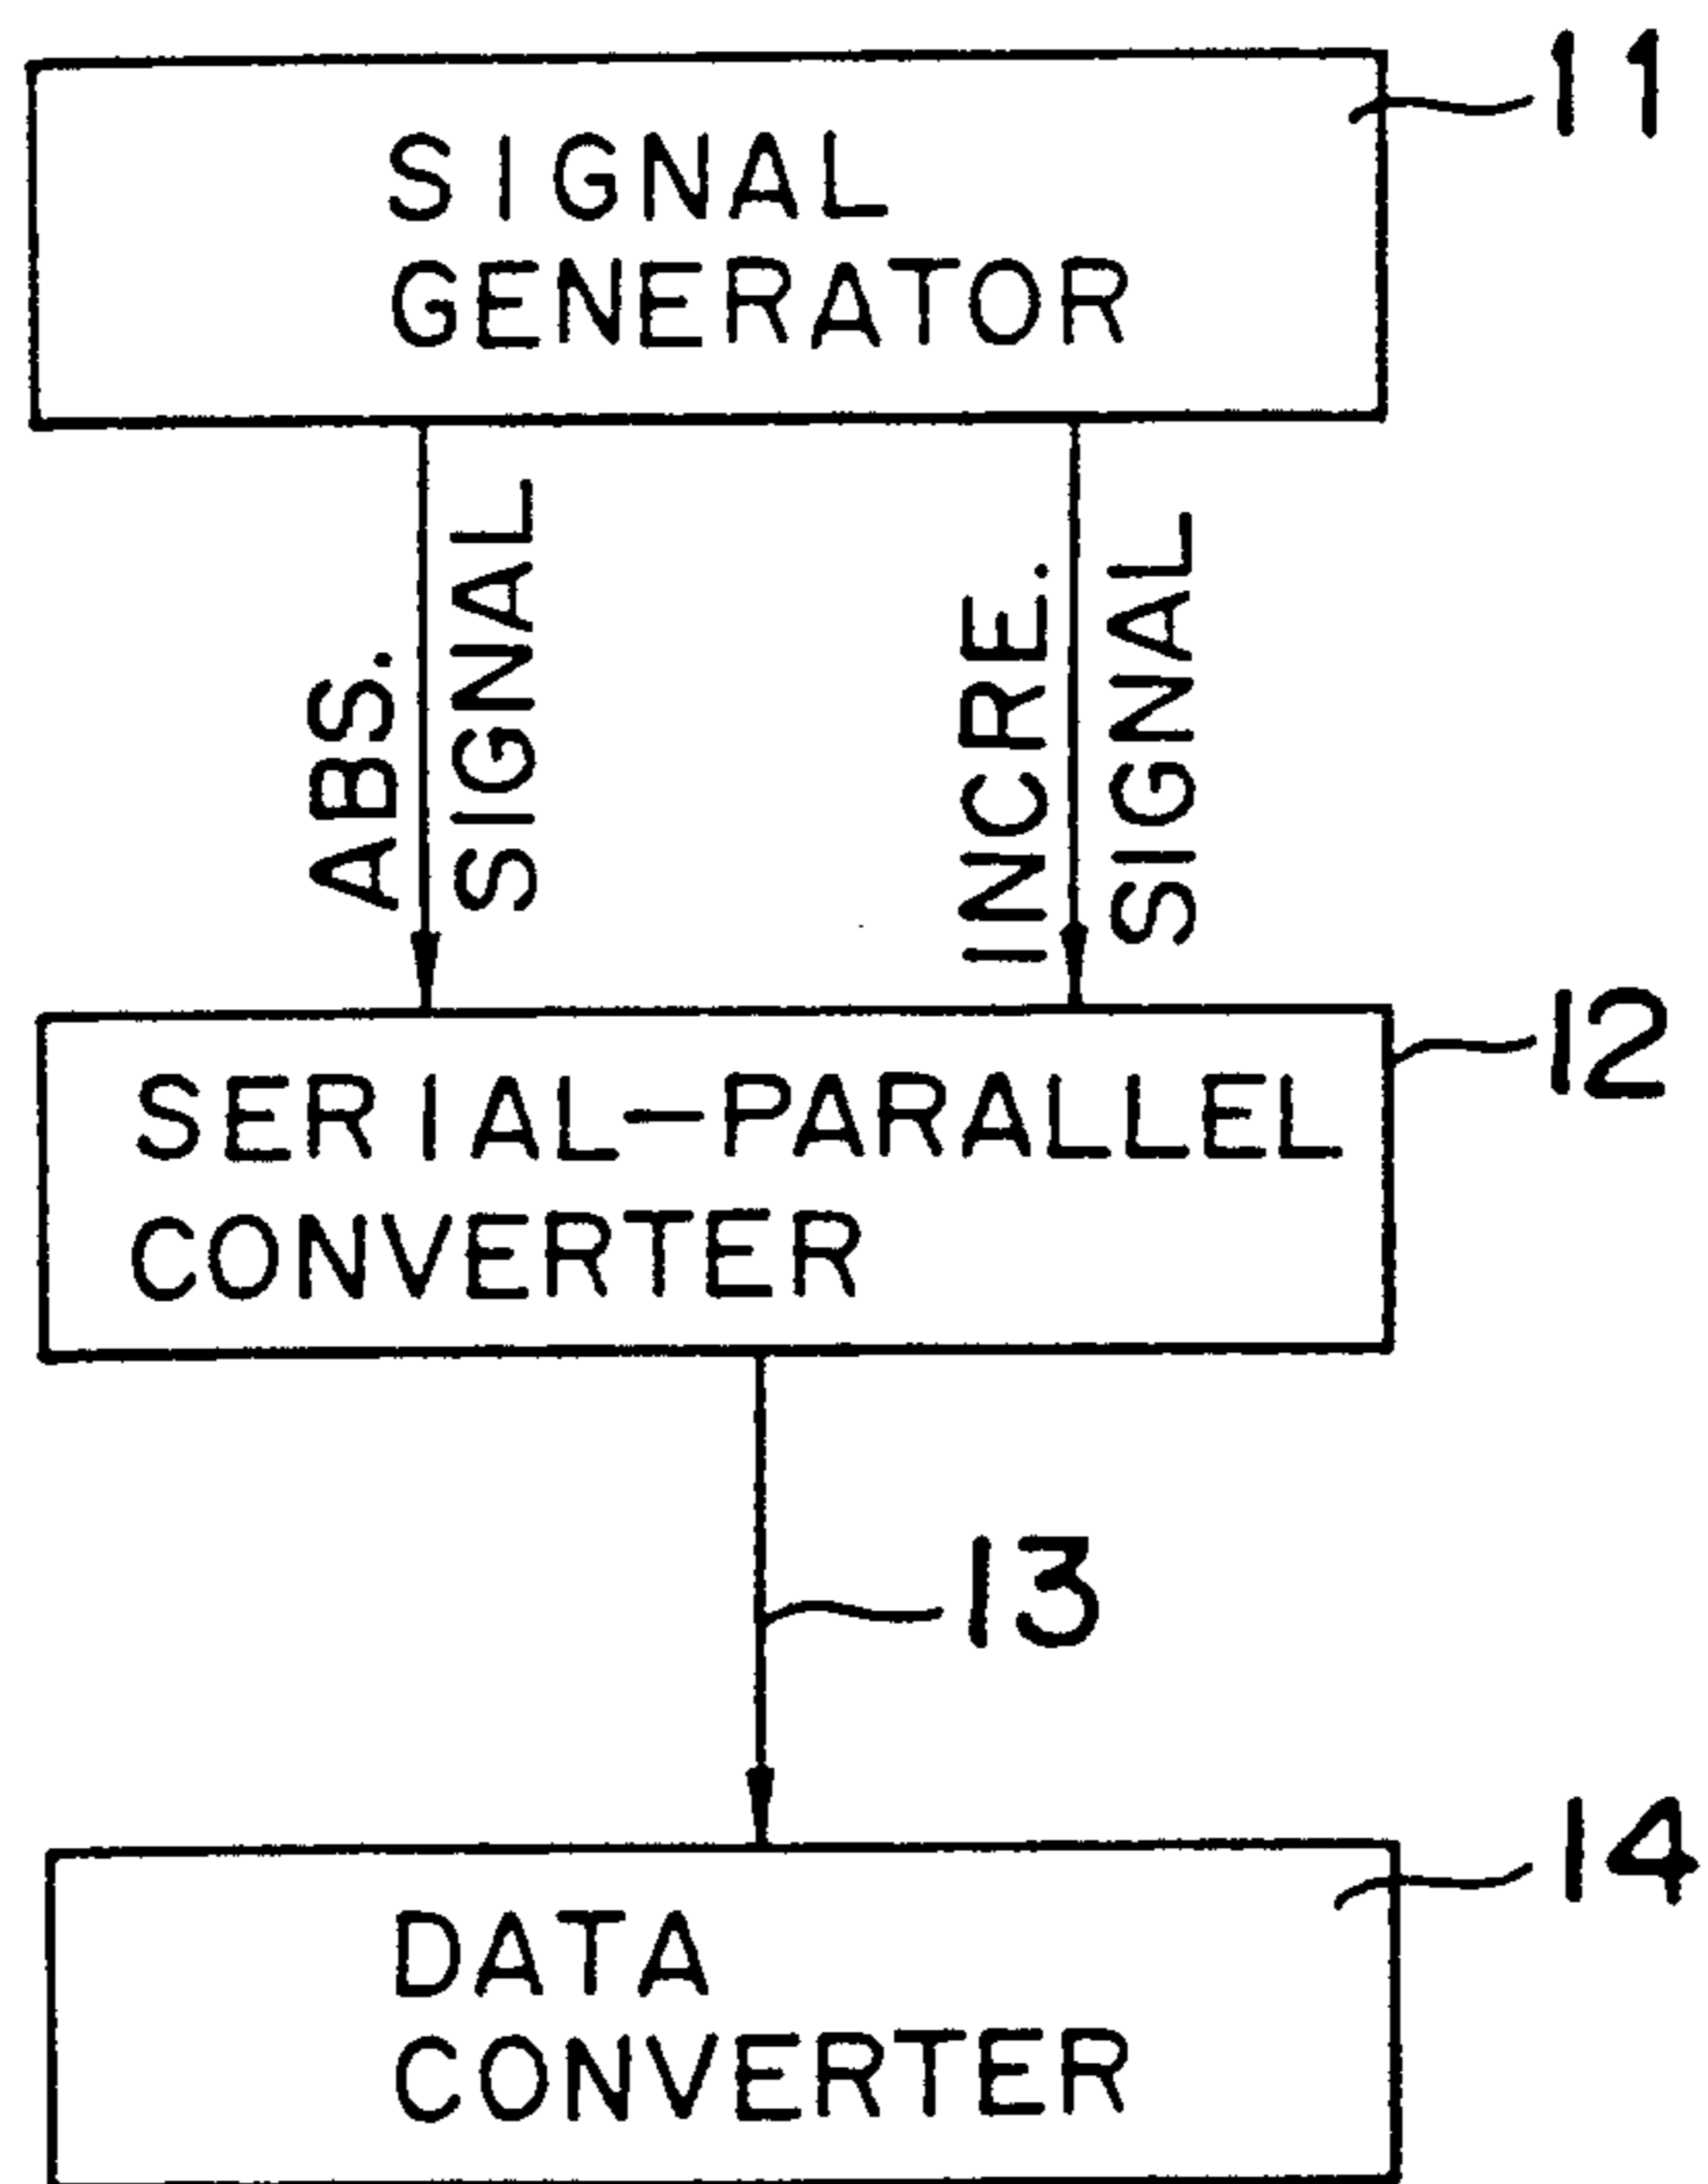 11
SIGNAL
GENERATOR
ABS.
SIGNAL
INCRE.
SIGNAL
12
SERIAL-PARALLEL
CONVERTER
13
14
DATA
CONVERTER